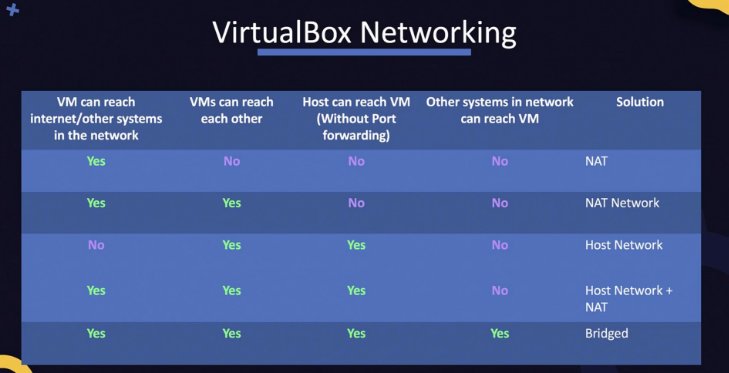 VirtualBox Networking
VM can reach internet/other systems in the network | VMs can reach each other | Host can reach VM (Without Port forwarding) | Other systems in network can reach VM | Solution
Yes | No | No | No | NAT
Yes | Yes | No | No | NAT Network
No | Yes | Yes | No | Host Network
Yes | Yes | Yes | No | Host Network + NAT
Yes | Yes | Yes | Yes | Bridged